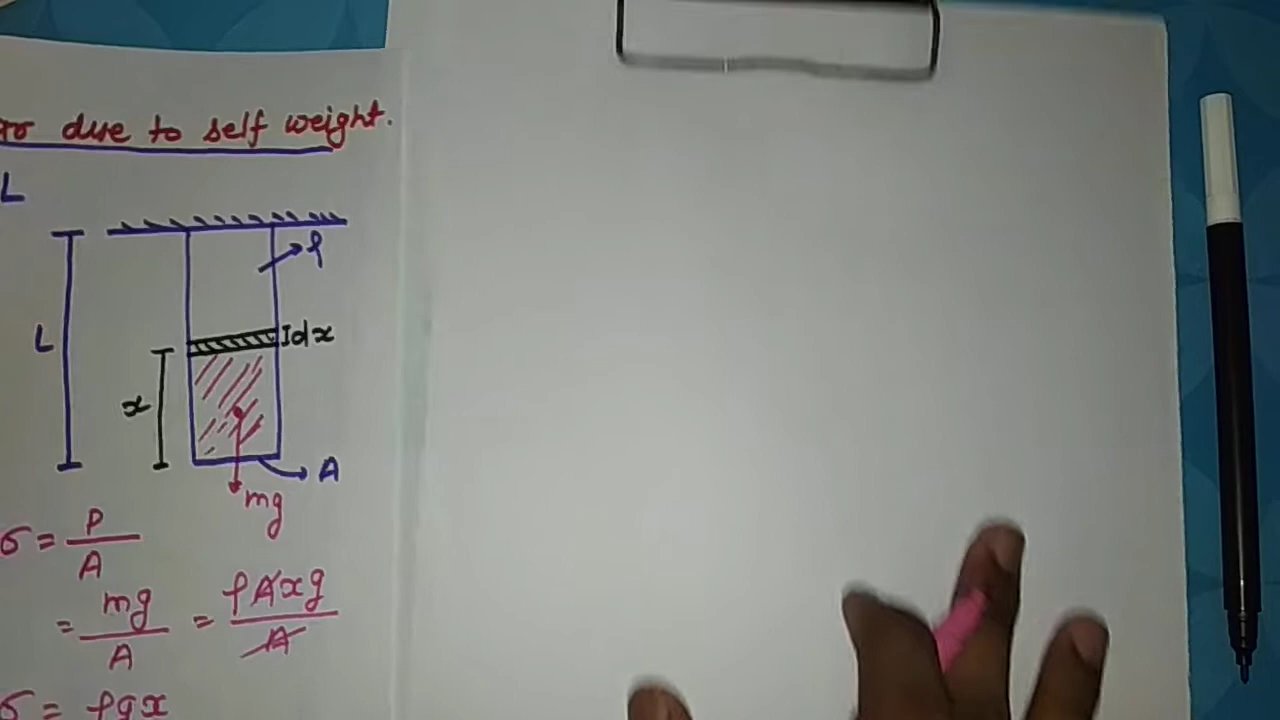 due to self weight.
L
ρ
L
dx
x
A
mg
σ = P/A
= mg/A = ρAxg/A
σ = ρgx